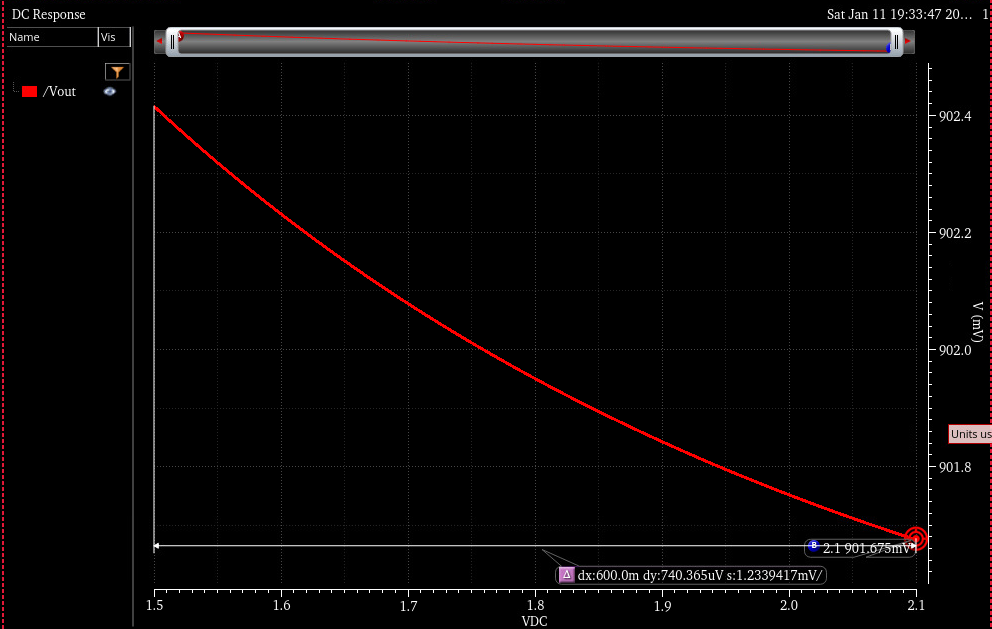 DC Response
Sat Jan 11 19:33:47 20... 1
Name Vis
/Vout
902.4
902.2
902.0
901.8
V (mV)
Units us
B 2.1 901.675mV
Δ dx:600.0m dy:740.365uV s:1.2339417mV/
1.5 1.6 1.7 1.8 1.9 2.0 2.1
VDC